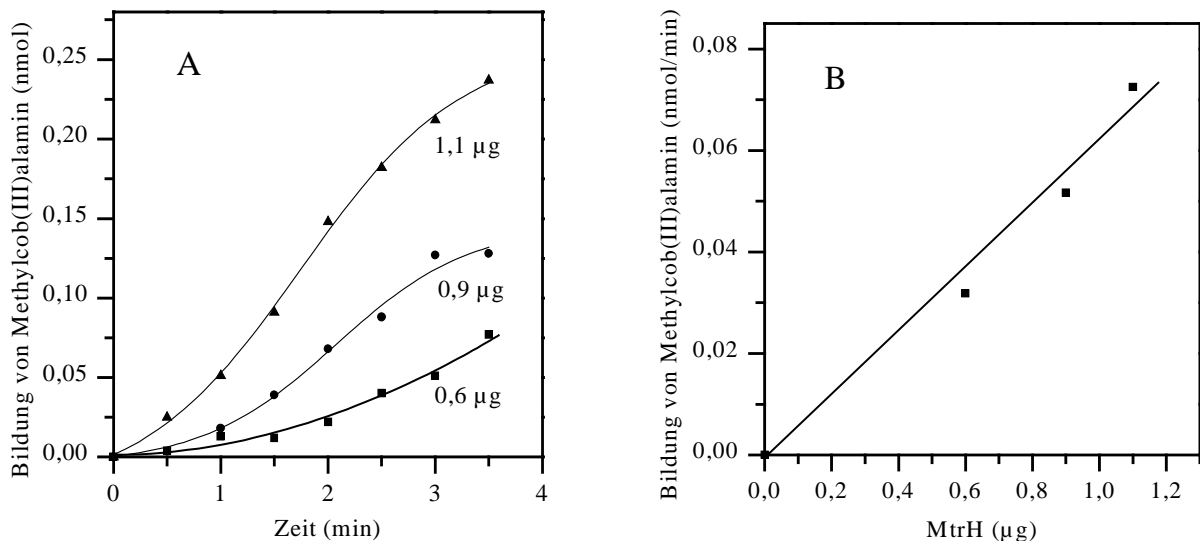 Bildung von Methylcob(III)alamin (nmol)
0,25
0,20
0,15
0,10
0,05
0,00
A
1,1 µg
0,9 µg
0,6 µg
0 1 2 3 4
Zeit (min)
Bildung von Methylcob(III)alamin (nmol/min)
0,08
0,06
0,04
0,02
0,00
B
0,0 0,2 0,4 0,6 0,8 1,0 1,2
MtrH (µg)